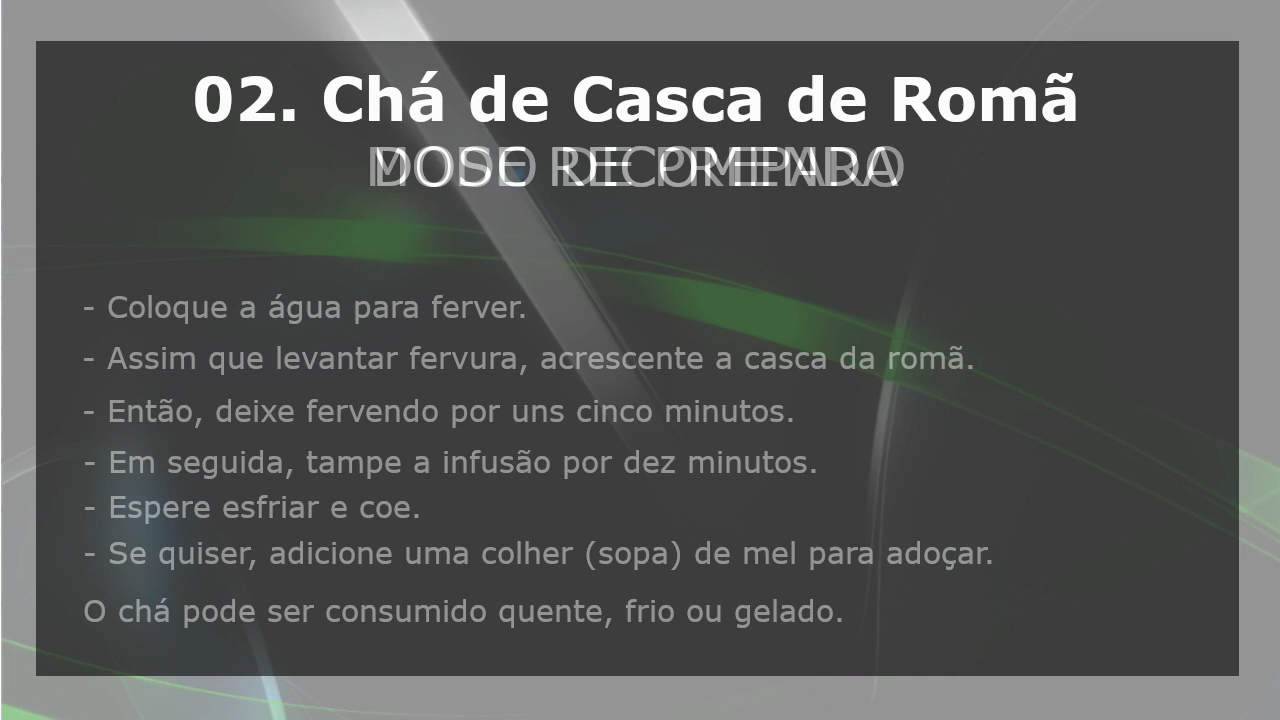 02. Chá de Casca de Romã
- Coloque a água para ferver.
- Assim que levantar fervura, acrescente a casca da romã.
- Então, deixe fervendo por uns cinco minutos.
- Em seguida, tampe a infusão por dez minutos.
- Espere esfriar e coe.
- Se quiser, adicione uma colher (sopa) de mel para adoçar.
O chá pode ser consumido quente, frio ou gelado.